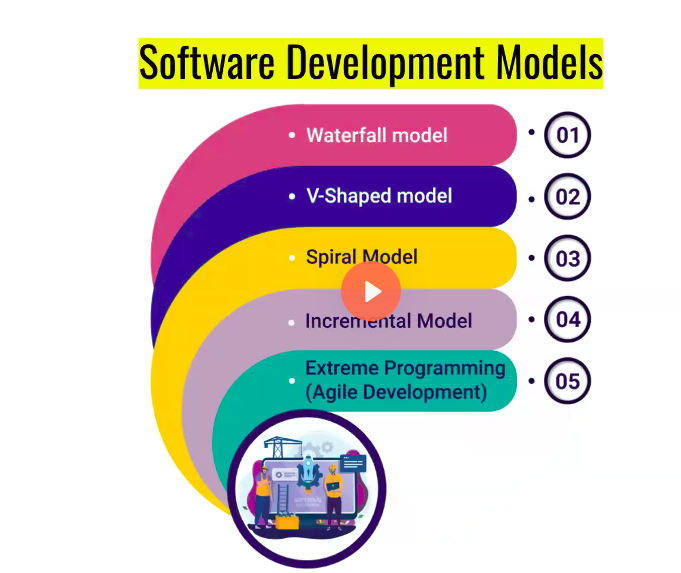 Software Development Models
• Waterfall model • 01
• V-Shaped model • 02
• Spiral Model • 03
• Incremental Model • 04
• Extreme Programming
(Agile Development) • 05